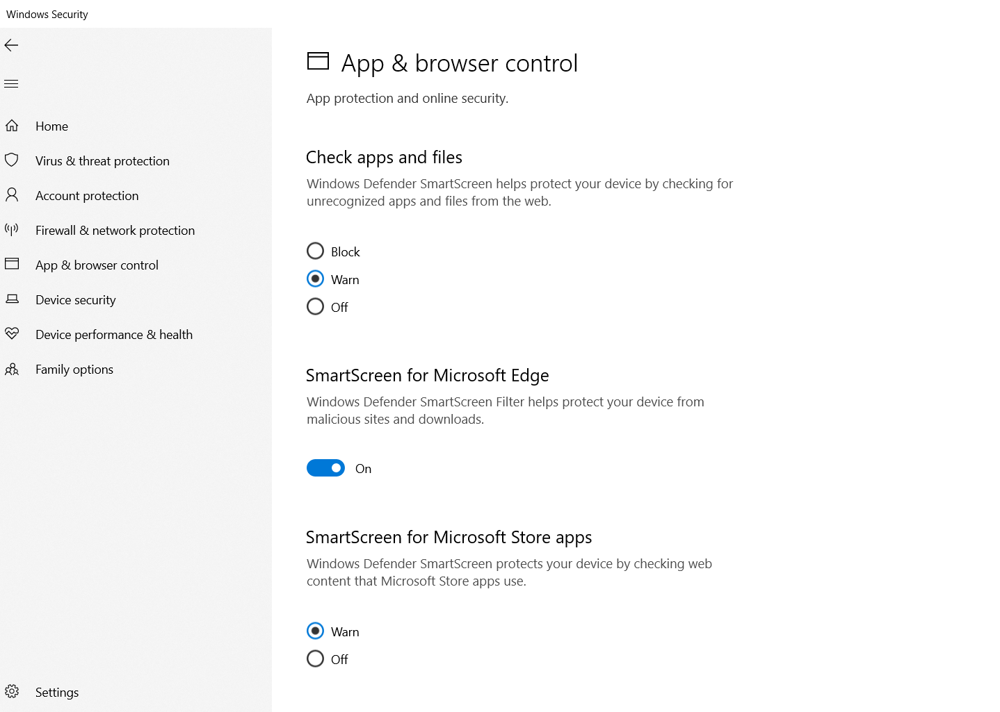 Windows Security
Home
Virus & threat protection
Account protection
Firewall & network protection
App & browser control
Device security
Device performance & health
Family options
Settings
App & browser control
App protection and online security.
Check apps and files
Windows Defender SmartScreen helps protect your device by checking for
unrecognized apps and files from the web.
Block
Warn
Off
SmartScreen for Microsoft Edge
Windows Defender SmartScreen Filter helps protect your device from
malicious sites and downloads.
On
SmartScreen for Microsoft Store apps
Windows Defender SmartScreen protects your device by checking web
content that Microsoft Store apps use.
Warn
Off